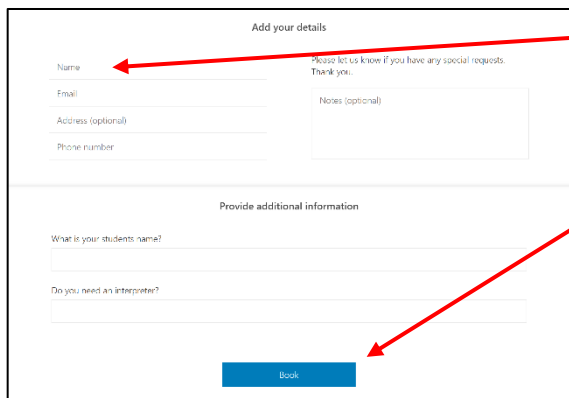 Add your details
Name
Email
Address (optional)
Phone number
Please let us know if you have any special requests.
Thank you.
Notes (optional)
Provide additional information
What is your students name?
Do you need an interpreter?
Book